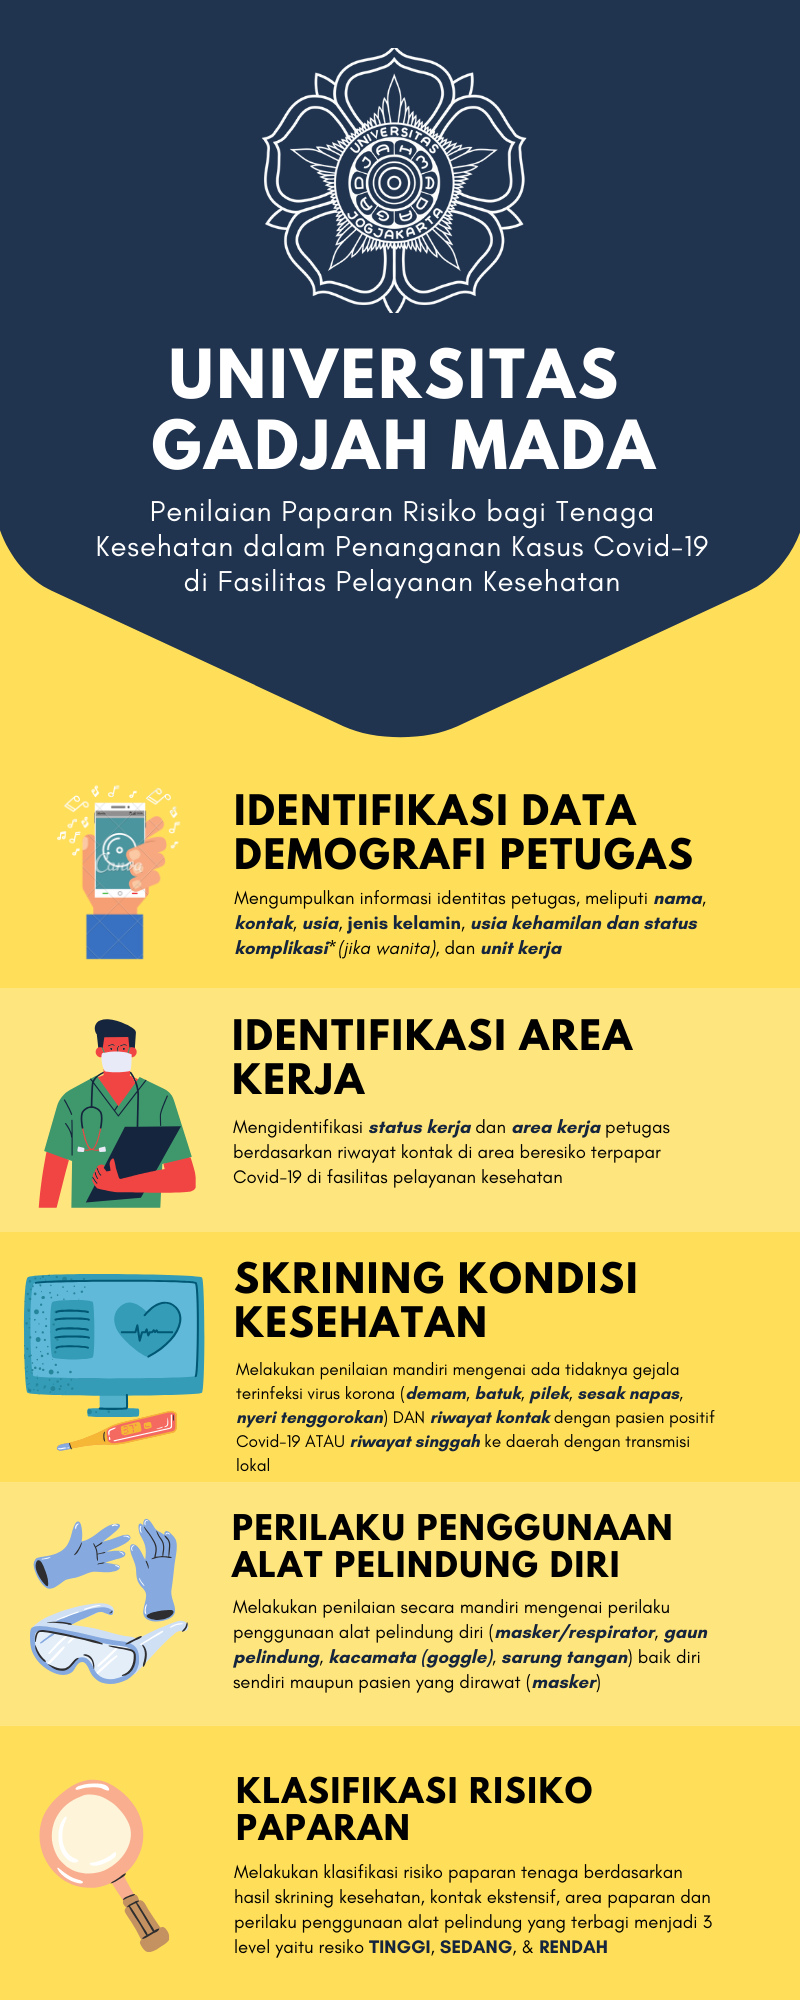 UNIVERSITAS
GADJAH MADA
JOGJAKARTA
UNIVERSITAS
GADJAH MADA
Penilaian Paparan Risiko bagi Tenaga
Kesehatan dalam Penanganan Kasus Covid-19
di Fasilitas Pelayanan Kesehatan
Canva
IDENTIFIKASI DATA
DEMOGRAFI PETUGAS
Mengumpulkan informasi identitas petugas, meliputi nama,
kontak, usia, jenis kelamin, usia kehamilan dan status
komplikasi* (jika wanita), dan unit kerja
IDENTIFIKASI AREA
KERJA
Mengidentifikasi status kerja dan area kerja petugas
berdasarkan riwayat kontak di area beresiko terpapar
Covid-19 di fasilitas pelayanan kesehatan
SKRINING KONDISI
KESEHATAN
Melakukan penilaian mandiri mengenai ada tidaknya gejala
terinfeksi virus korona (demam, batuk, pilek, sesak napas,
nyeri tenggorokan) DAN riwayat kontak dengan pasien positif
Covid-19 ATAU riwayat singgah ke daerah dengan transmisi
lokal
PERILAKU PENGGUNAAN
ALAT PELINDUNG DIRI
Melakukan penilaian secara mandiri mengenai perilaku
penggunaan alat pelindung diri (masker/respirator, gaun
pelindung, kacamata (goggle), sarung tangan) baik diri
sendiri maupun pasien yang dirawat (masker)
KLASIFIKASI RISIKO
PAPARAN
Melakukan klasifikasi risiko paparan tenaga berdasarkan
hasil skrining kesehatan, kontak ekstensif, area paparan dan
perilaku penggunaan alat pelindung yang terbagi menjadi 3
level yaitu resiko TINGGI, SEDANG, & RENDAH